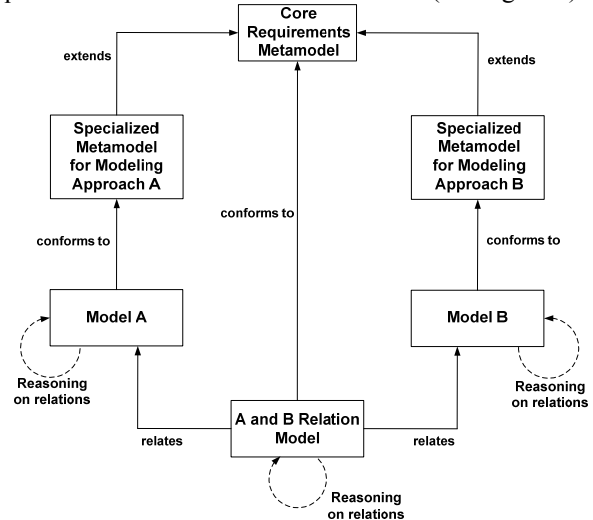 Core
Requirements
Metamodel
extends
extends
Specialized
Metamodel
for Modeling
Approach A
Specialized
Metamodel
for Modeling
Approach B
conforms to
conforms to
conforms to
Model A
Model B
Reasoning
on relations
Reasoning
on relations
A and B Relation
Model
relates
relates
Reasoning
on relations